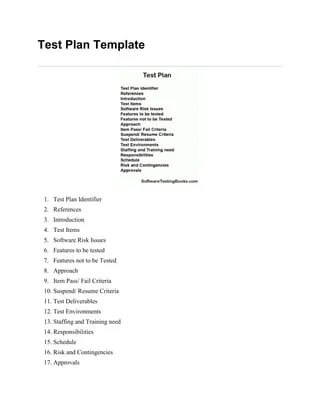 Test Plan Template
Test Plan
Test Plan Identifier
References
Introduction
Test Items
Software Risk Issues
Features to be tested
Features not to be Tested
Approach
Item Pass/ Fail Criteria
Suspend/ Resume Criteria
Test Deliverables
Test Environments
Staffing and Training need
Responsibilities
Schedule
Risk and Contingencies
Approvals
SoftwareTestingBooks.com
1. Test Plan Identifier
2. References
3. Introduction
4. Test Items
5. Software Risk Issues
6. Features to be tested
7. Features not to be Tested
8. Approach
9. Item Pass/ Fail Criteria
10. Suspend/ Resume Criteria
11. Test Deliverables
12. Test Environments
13. Staffing and Training need
14. Responsibilities
15. Schedule
16. Risk and Contingencies
17. Approvals